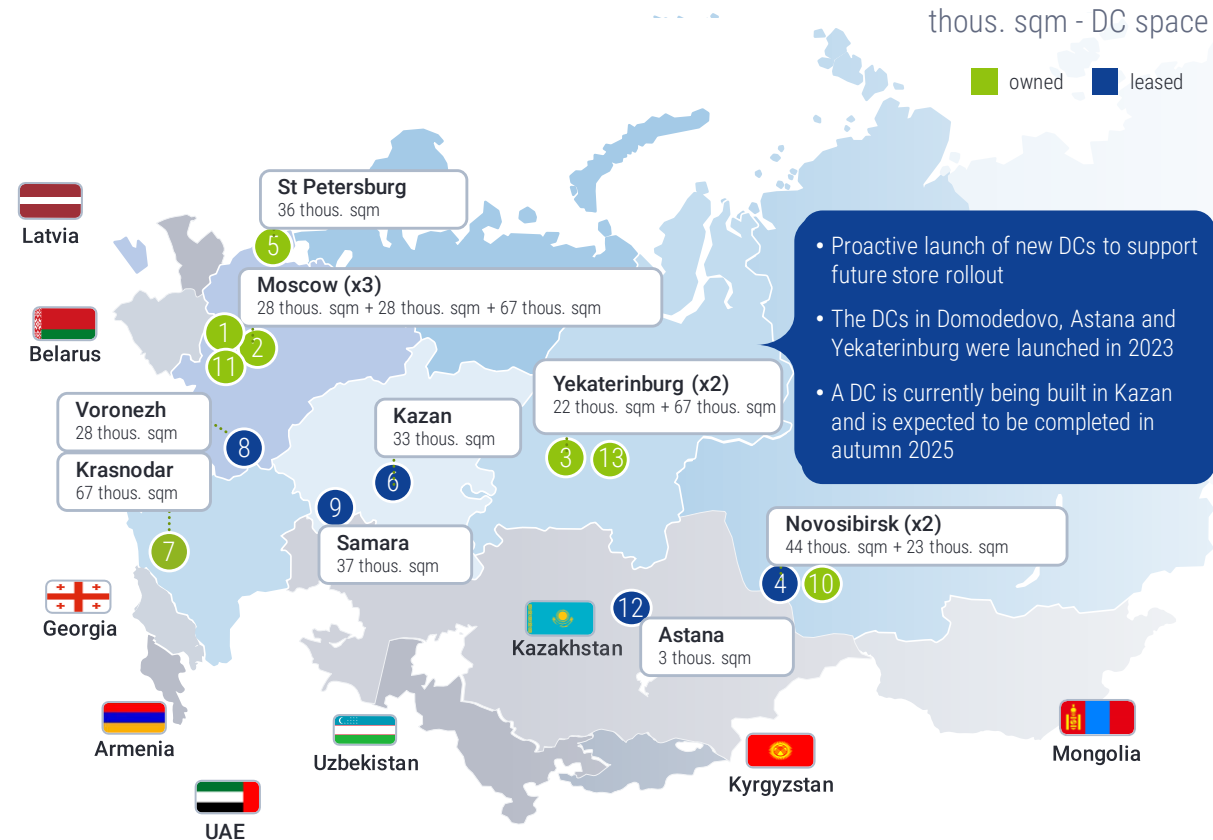 thous. sqm - DC space
owned
leased
Latvia
St Petersburg
36 thous. sqm
5
Moscow (x3)
28 thous. sqm + 28 thous. sqm + 67 thous. sqm
Belarus
1
2
11
• Proactive launch of new DCs to support
future store rollout
• The DCs in Domodedovo, Astana and
Yekaterinburg were launched in 2023
• A DC is currently being built in Kazan
and is expected to be completed in
autumn 2025
Yekaterinburg (x2)
22 thous. sqm + 67 thous. sqm
3
13
Voronezh
28 thous. sqm
8
Kazan
33 thous. sqm
6
Krasnodar
67 thous. sqm
7
9
Samara
37 thous. sqm
Novosibirsk (x2)
44 thous. sqm + 23 thous. sqm
4
10
Georgia
Kazakhstan
12
Astana
3 thous. sqm
Armenia
Uzbekistan
Kyrgyzstan
Mongolia
UAE